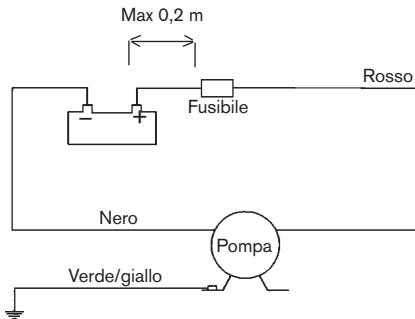 Max 0,2 m
Rosso
Fusibile
− +
Nero
Pompa
Verde/giallo